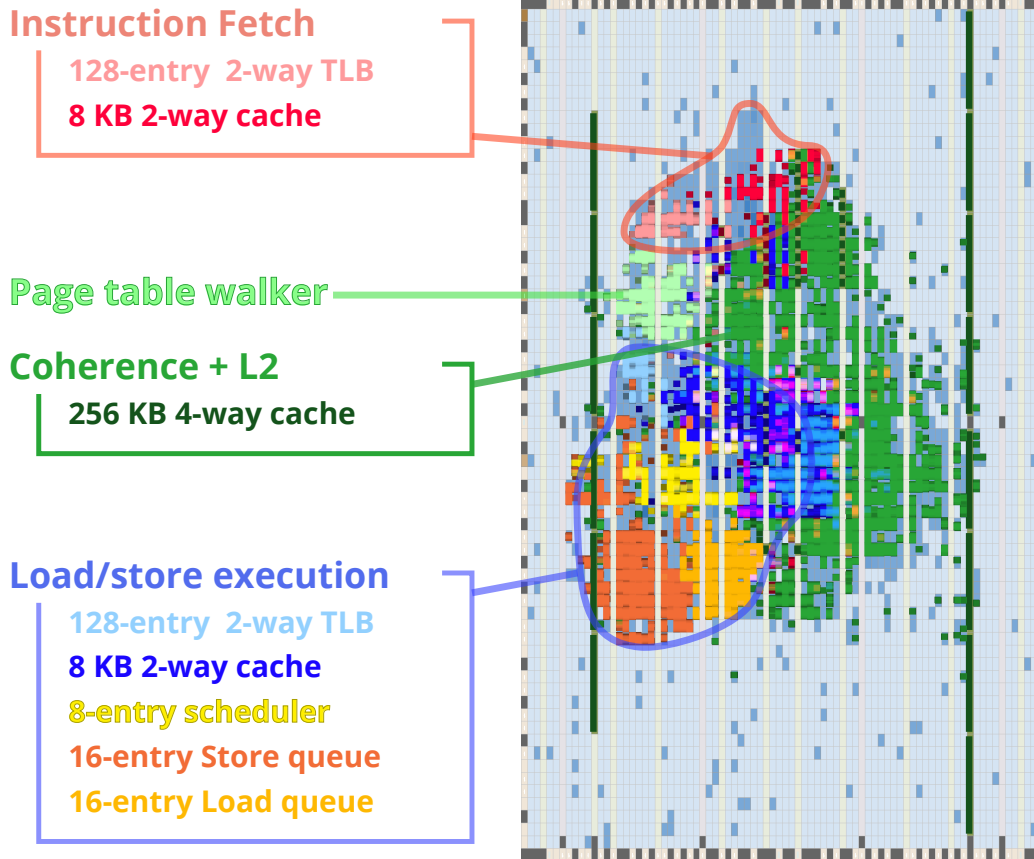 Instruction Fetch
128-entry 2-way TLB
8 KB 2-way cache
Page table walker
Coherence + L2
256 KB 4-way cache
Load/store execution
128-entry 2-way TLB
8 KB 2-way cache
8-entry scheduler
16-entry Store queue
16-entry Load queue